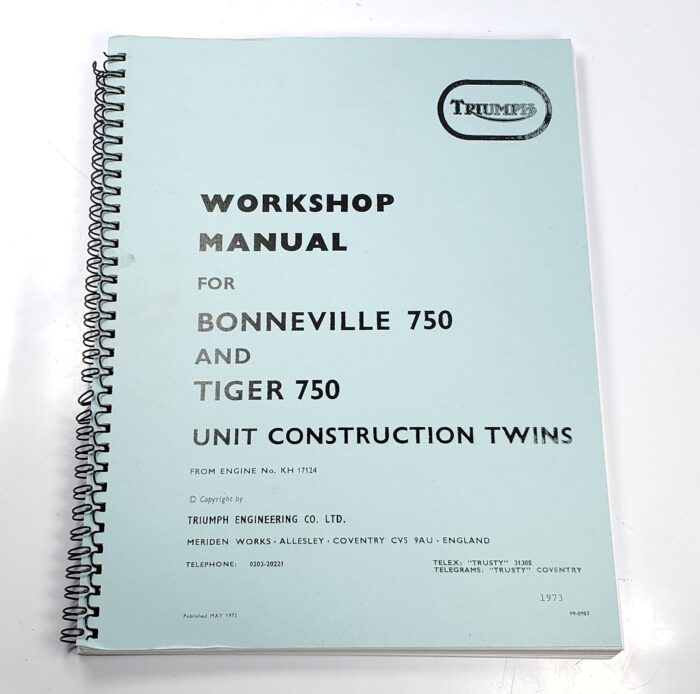 TRIUMPH
WORKSHOP
MANUAL
FOR
BONNEVILLE 750
AND
TIGER 750
UNIT CONSTRUCTION TWINS
FROM ENGINE No. KH 17124
© Copyright by
TRIUMPH ENGINEERING CO. LTD.
MERIDEN WORKS · ALLESLEY · COVENTRY CV5 9AU · ENGLAND
TELEPHONE: 0203-20221
TELEX: "TRUSTY" 31305
TELEGRAMS: "TRUSTY" COVENTRY
1973
Published MAY 1973
99-0983